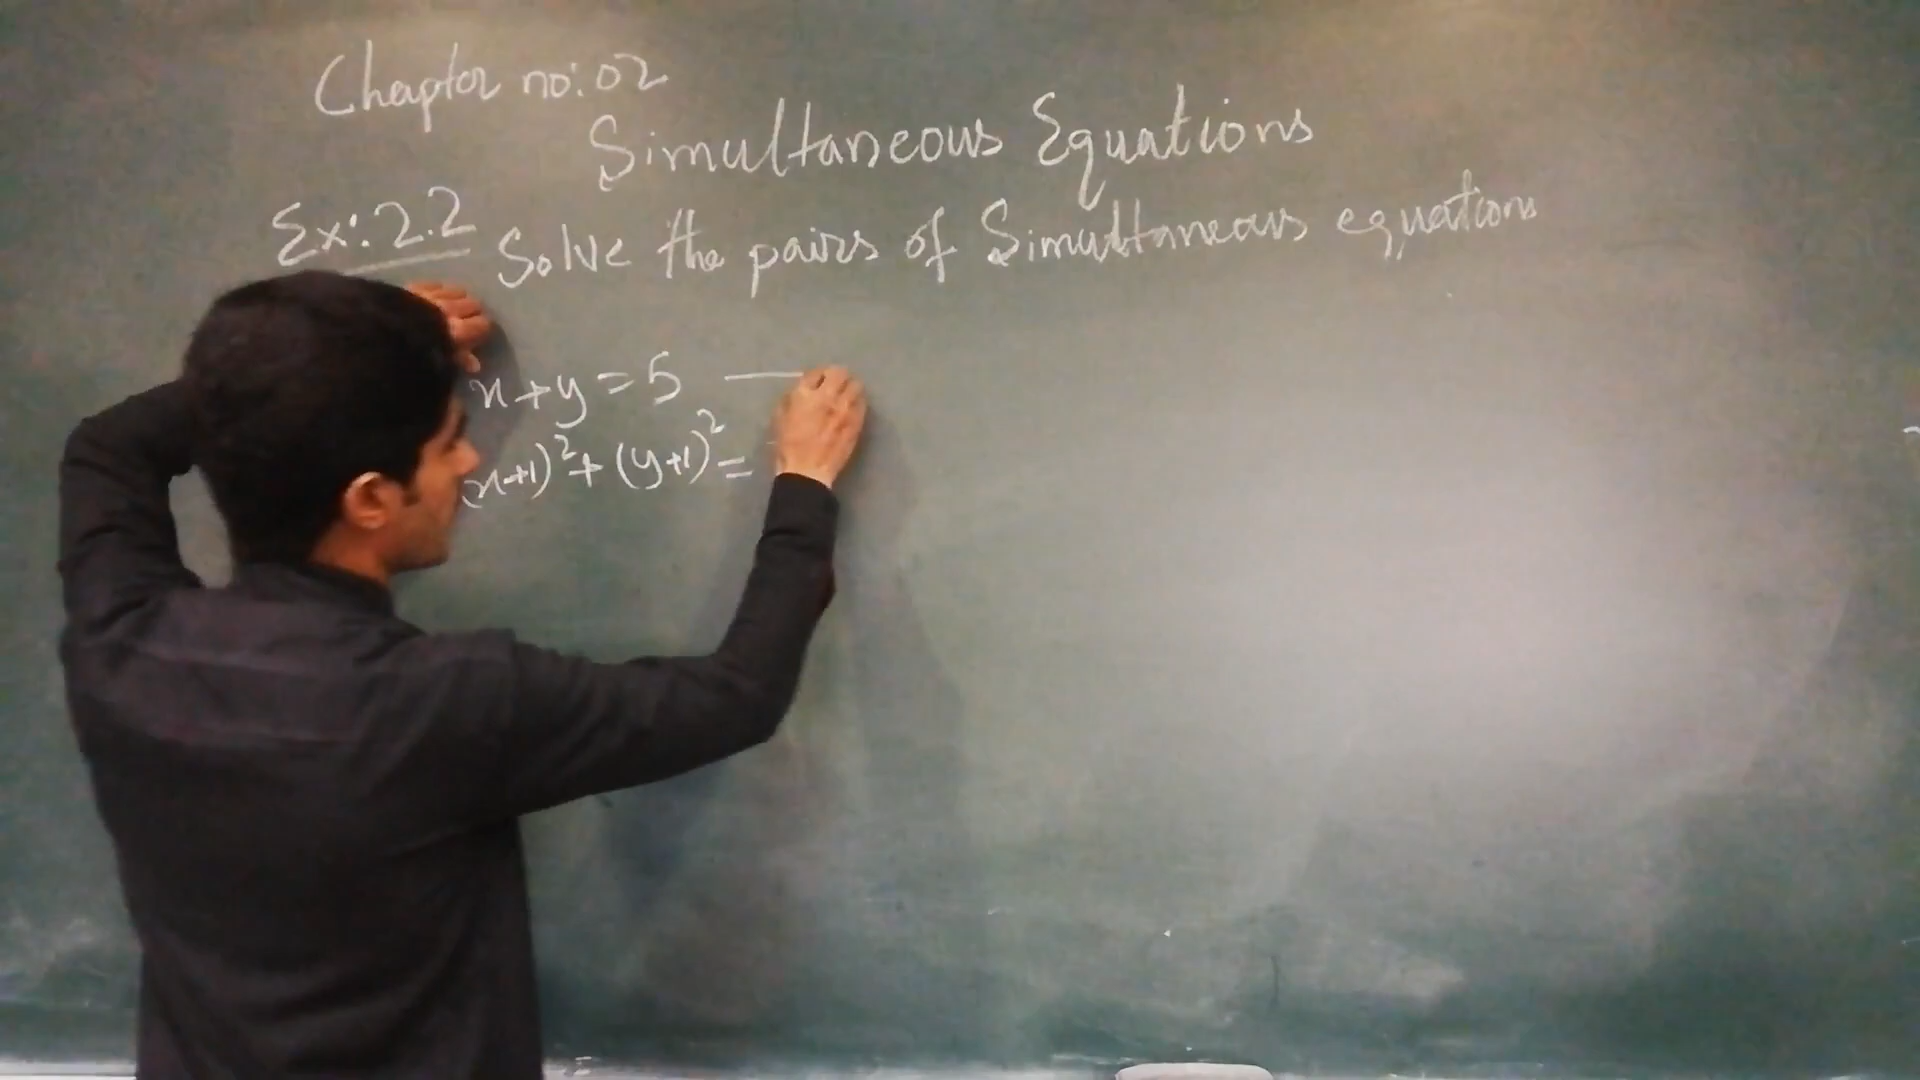 Chapter no: 02
Simultaneous Equations
Ex: 2.2 Solve the pairs of Simultaneous equations
x+y=5 —
(x+1)²+(y+1)²=